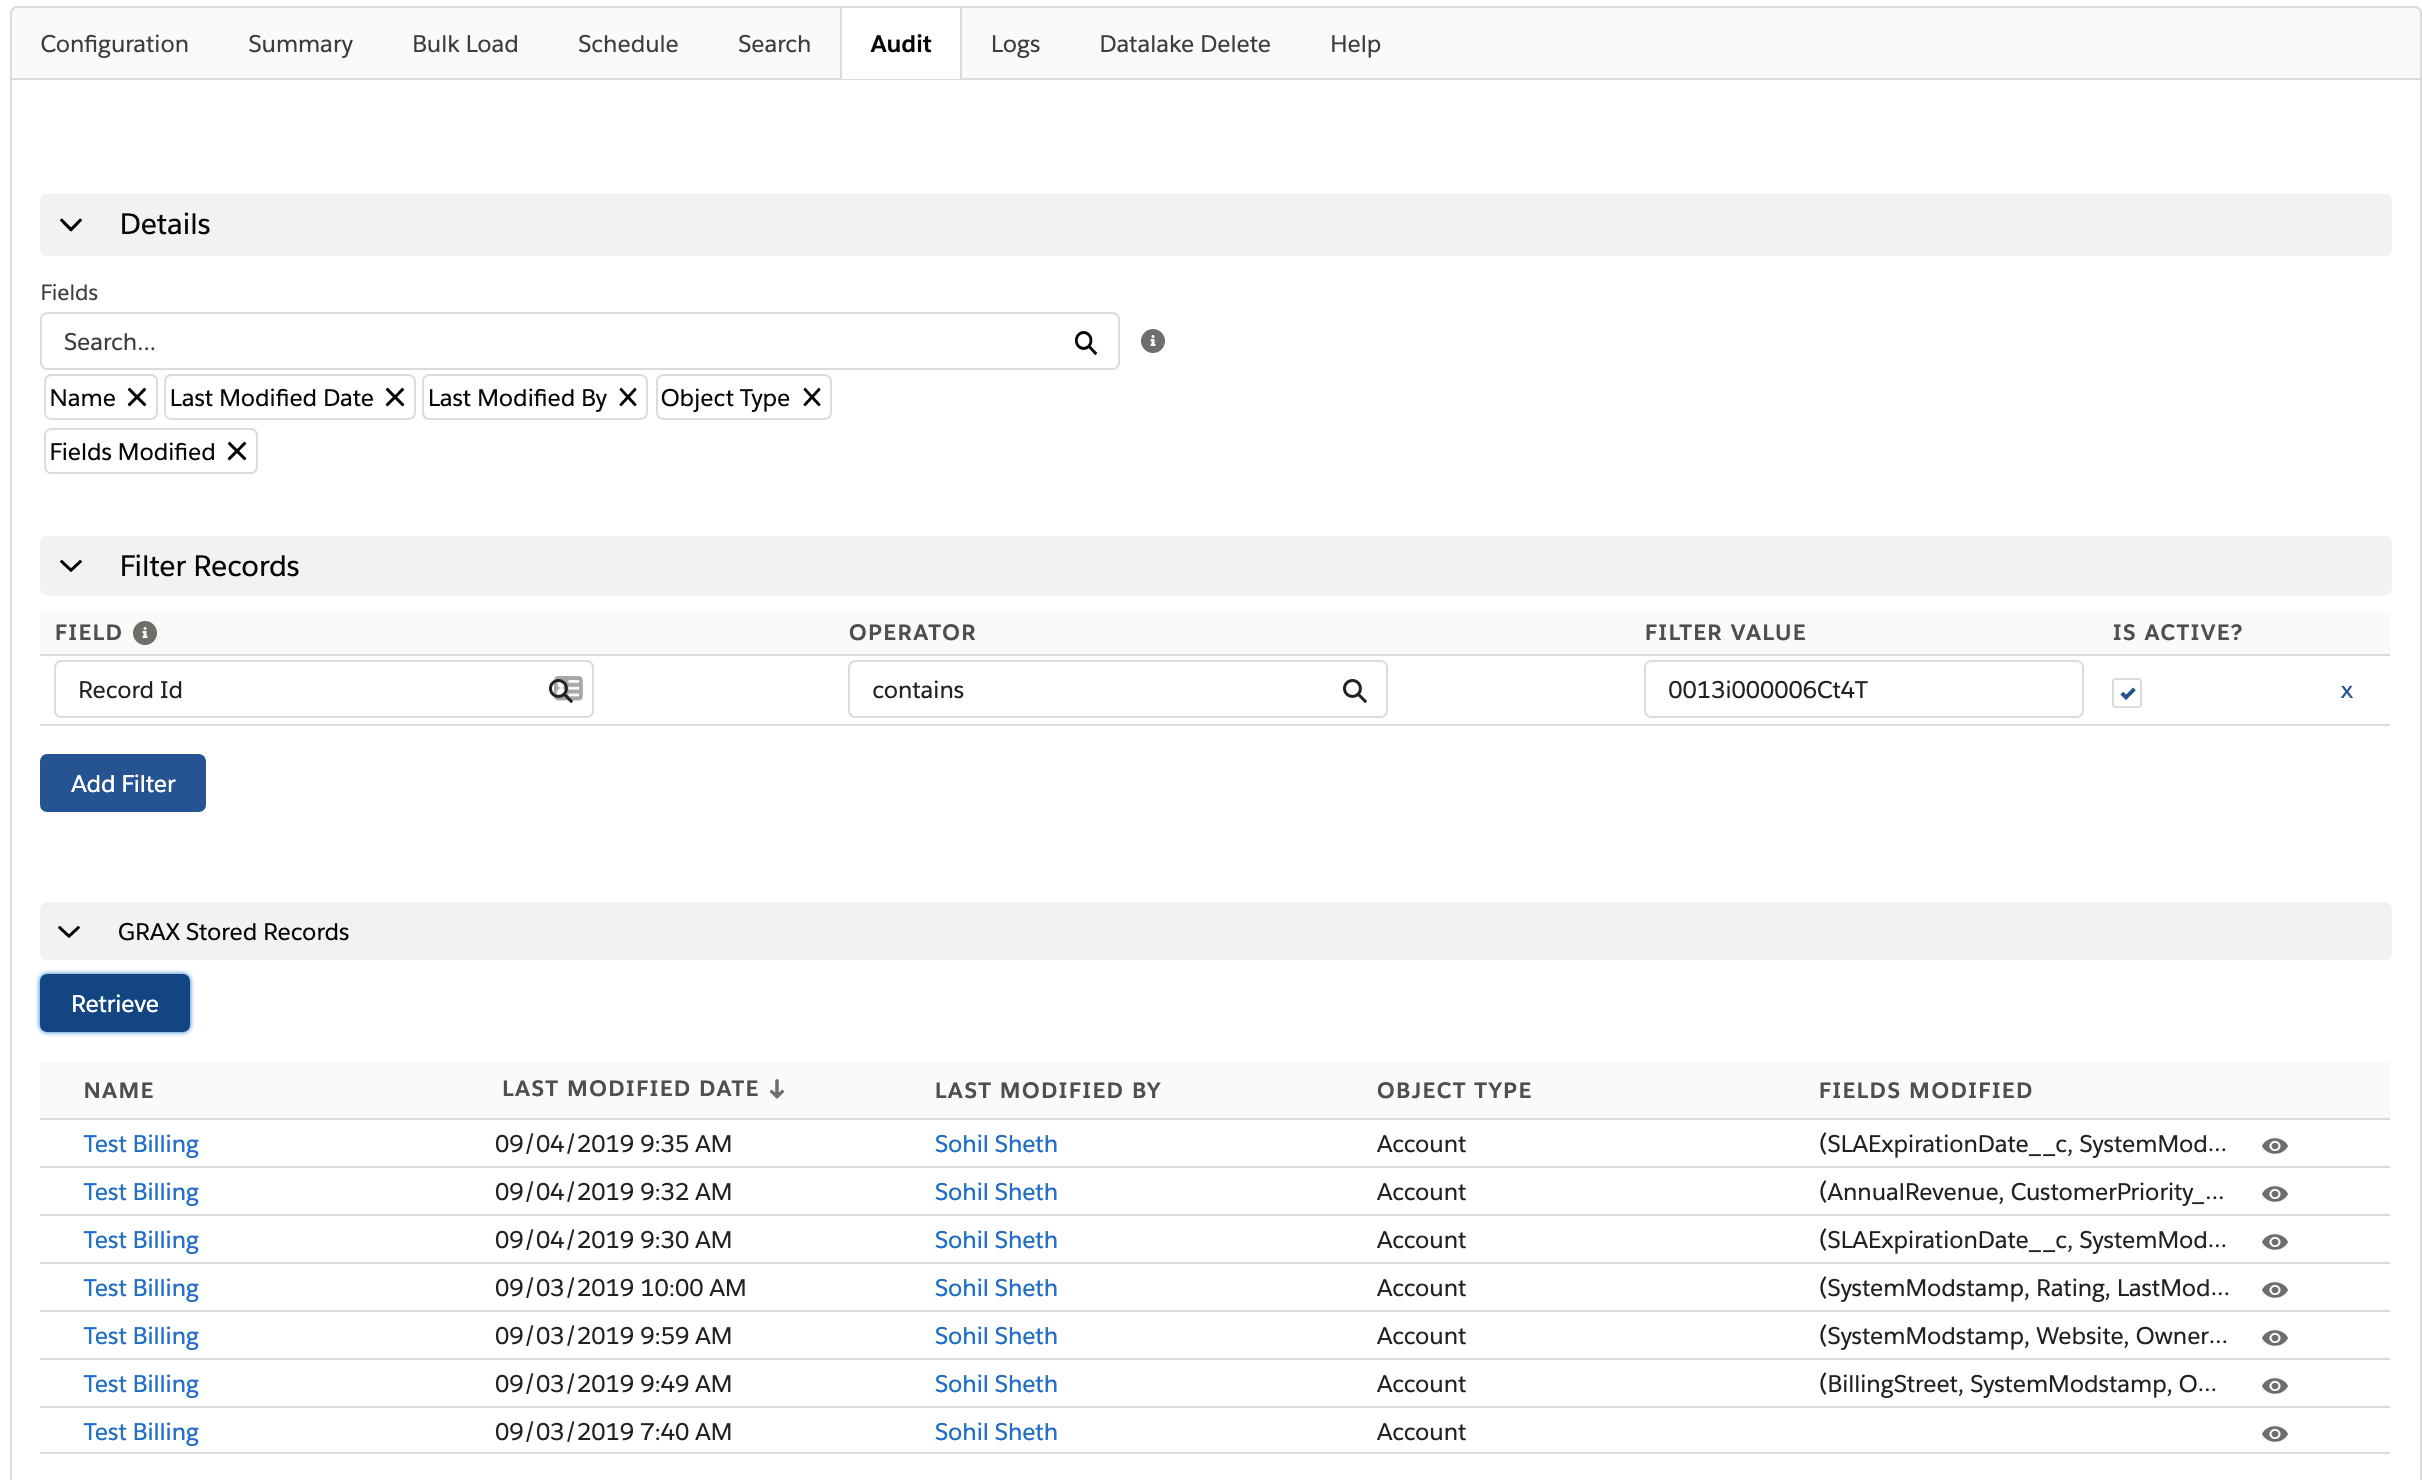 Configuration Summary Bulk Load Schedule Search Audit Logs Datalake Delete Help
Details
Fields
Search...
Name Last Modified Date Last Modified By Object Type
Fields Modified
Filter Records
FIELD OPERATOR FILTER VALUE IS ACTIVE?
Record Id contains 0013i000006Ct4T x
Add Filter
GRAX Stored Records
Retrieve
NAME LAST MODIFIED DATE LAST MODIFIED BY OBJECT TYPE FIELDS MODIFIED
Test Billing 09/04/2019 9:35 AM Sohil Sheth Account (SLAExpirationDate__c, SystemMod...
Test Billing 09/04/2019 9:32 AM Sohil Sheth Account (AnnualRevenue, CustomerPriority_...
Test Billing 09/04/2019 9:30 AM Sohil Sheth Account (SLAExpirationDate__c, SystemMod...
Test Billing 09/03/2019 10:00 AM Sohil Sheth Account (SystemModstamp, Rating, LastMod...
Test Billing 09/03/2019 9:59 AM Sohil Sheth Account (SystemModstamp, Website, Owner...
Test Billing 09/03/2019 9:49 AM Sohil Sheth Account (BillingStreet, SystemModstamp, O...
Test Billing 09/03/2019 7:40 AM Sohil Sheth Account